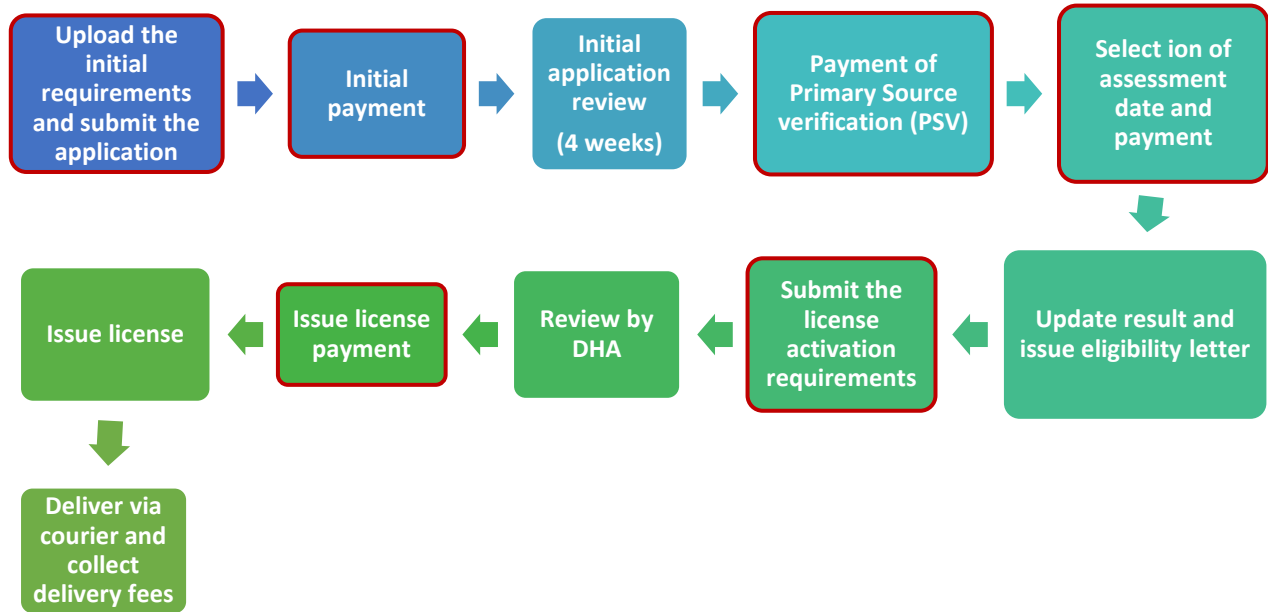 Upload the
initial
requirements
and submit the
application
Initial
payment
Initial
application
review
(4 weeks)
Payment of
Primary Source
verification (PSV)
Select ion of
assessment
date and
payment
Update result and
issue eligibility letter
Submit the
license
activation
requirements
Review by
DHA
Issue license
payment
Issue license
Deliver via
courier and
collect
delivery fees